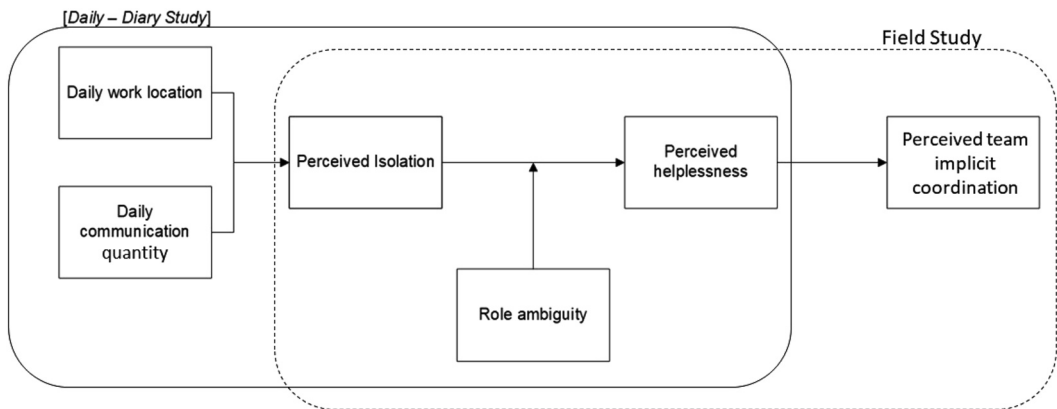 [Daily – Diary Study]
Field Study
Daily work location
Perceived Isolation
Perceived
helplessness
Perceived team
implicit
coordination
Daily
communication
quantity
Role ambiguity